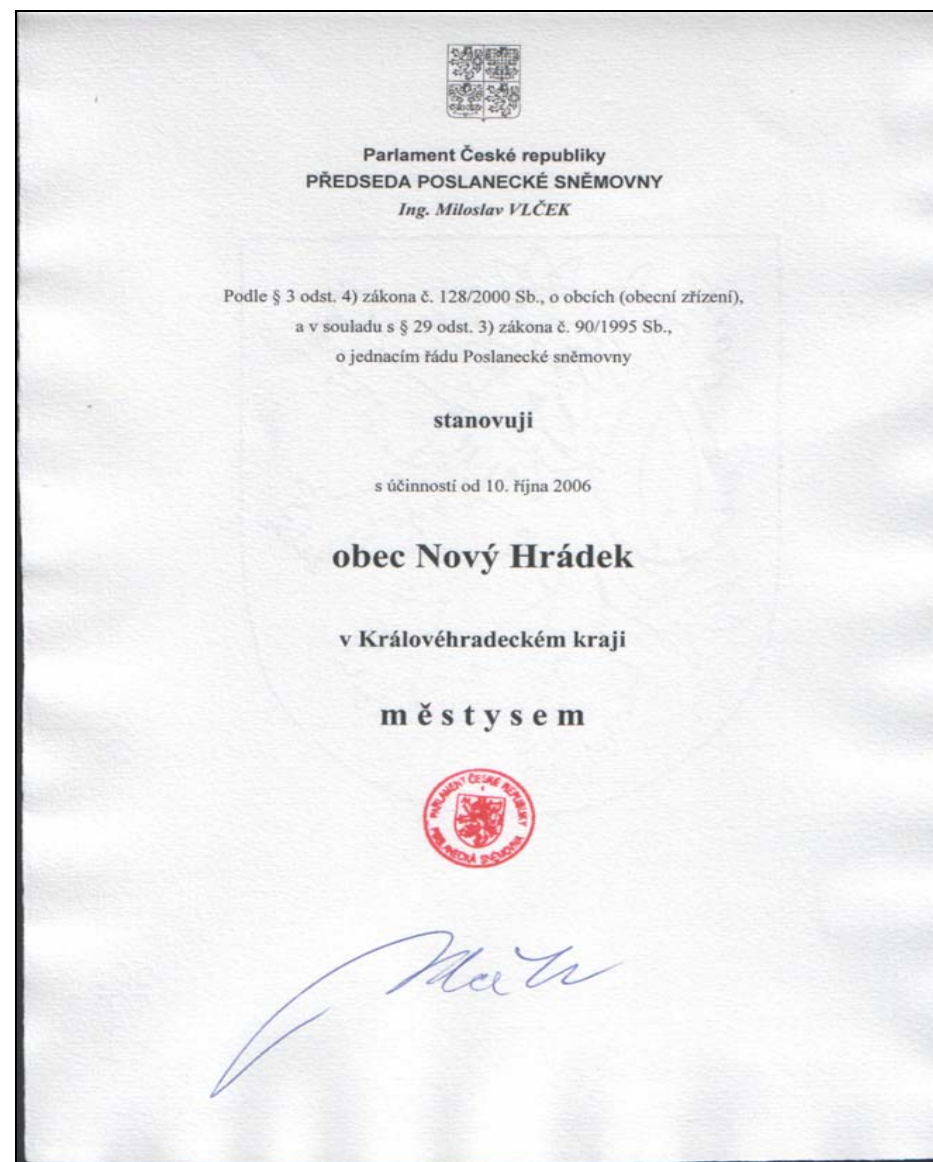 Parlament České republiky
PŘEDSEDA POSLANECKÉ SNĚMOVNY
Ing. Miloslav VLČEK
Podle § 3 odst. 4) zákona č. 128/2000 Sb., o obcích (obecní zřízení),
a v souladu s § 29 odst. 3) zákona č. 90/1995 Sb.,
o jednacím řádu Poslanecké sněmovny
stanovuji
s účinností od 10. října 2006
obec Nový Hrádek
v Královéhradeckém kraji
m ě s t y s e m
PARLAMENT ČESKÉ REPUBLIKY
POSLANECKÁ SNĚMOVNA